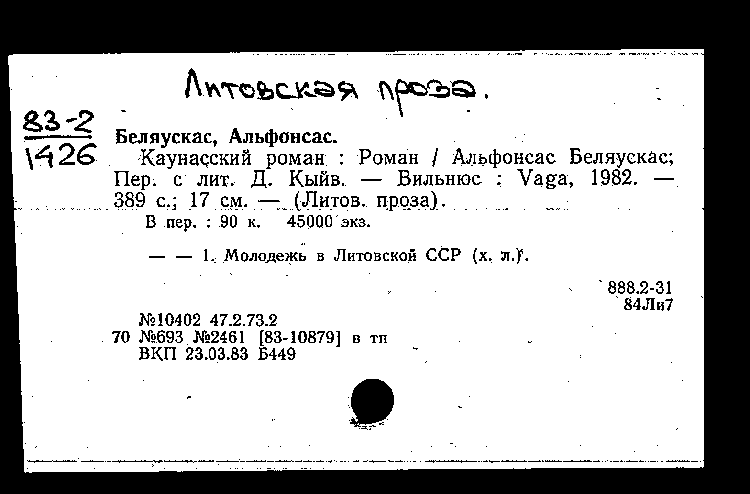 Литовская проза.
83-2
1426
Беляускас, Альфонсас.
Каунасский роман : Роман / Альфонсас Беляускас;
Пер. с лит. Д. Кыйв. — Вильнюс : Vaga, 1982. —
389 с.; 17 см. — (Литов. проза).
В пер. : 90 к. 45000 экз.
— — 1. Молодежь в Литовской ССР (х. л.).
888.2-31
84Ли7
№10402 47.2.73.2
70 №693 №2461 [83-10879] в тп
ВКП 23.03.83 Б449